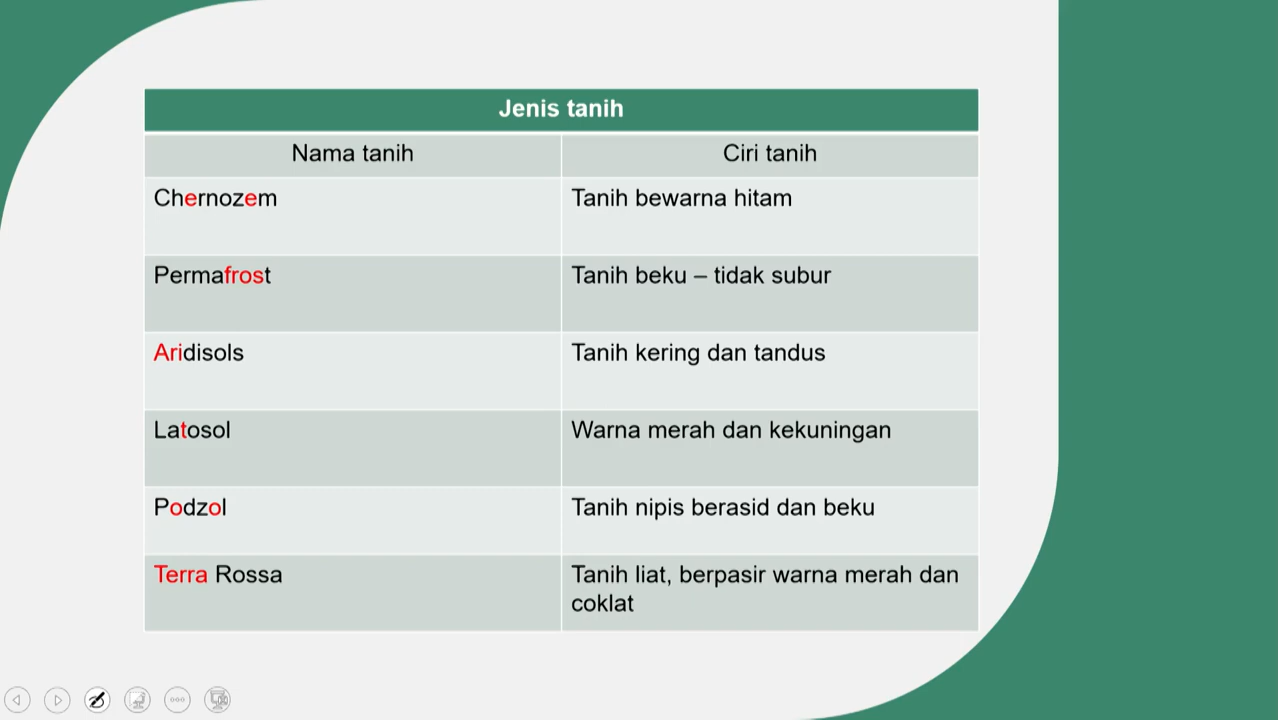 Jenis tanih
Nama tanih
Ciri tanih
Chernozem
Tanih bewarna hitam
Permafrost
Tanih beku – tidak subur
Aridisols
Tanih kering dan tandus
Latosol
Warna merah dan kekuningan
Podzol
Tanih nipis berasid dan beku
Terra Rossa
Tanih liat, berpasir warna merah dan
coklat